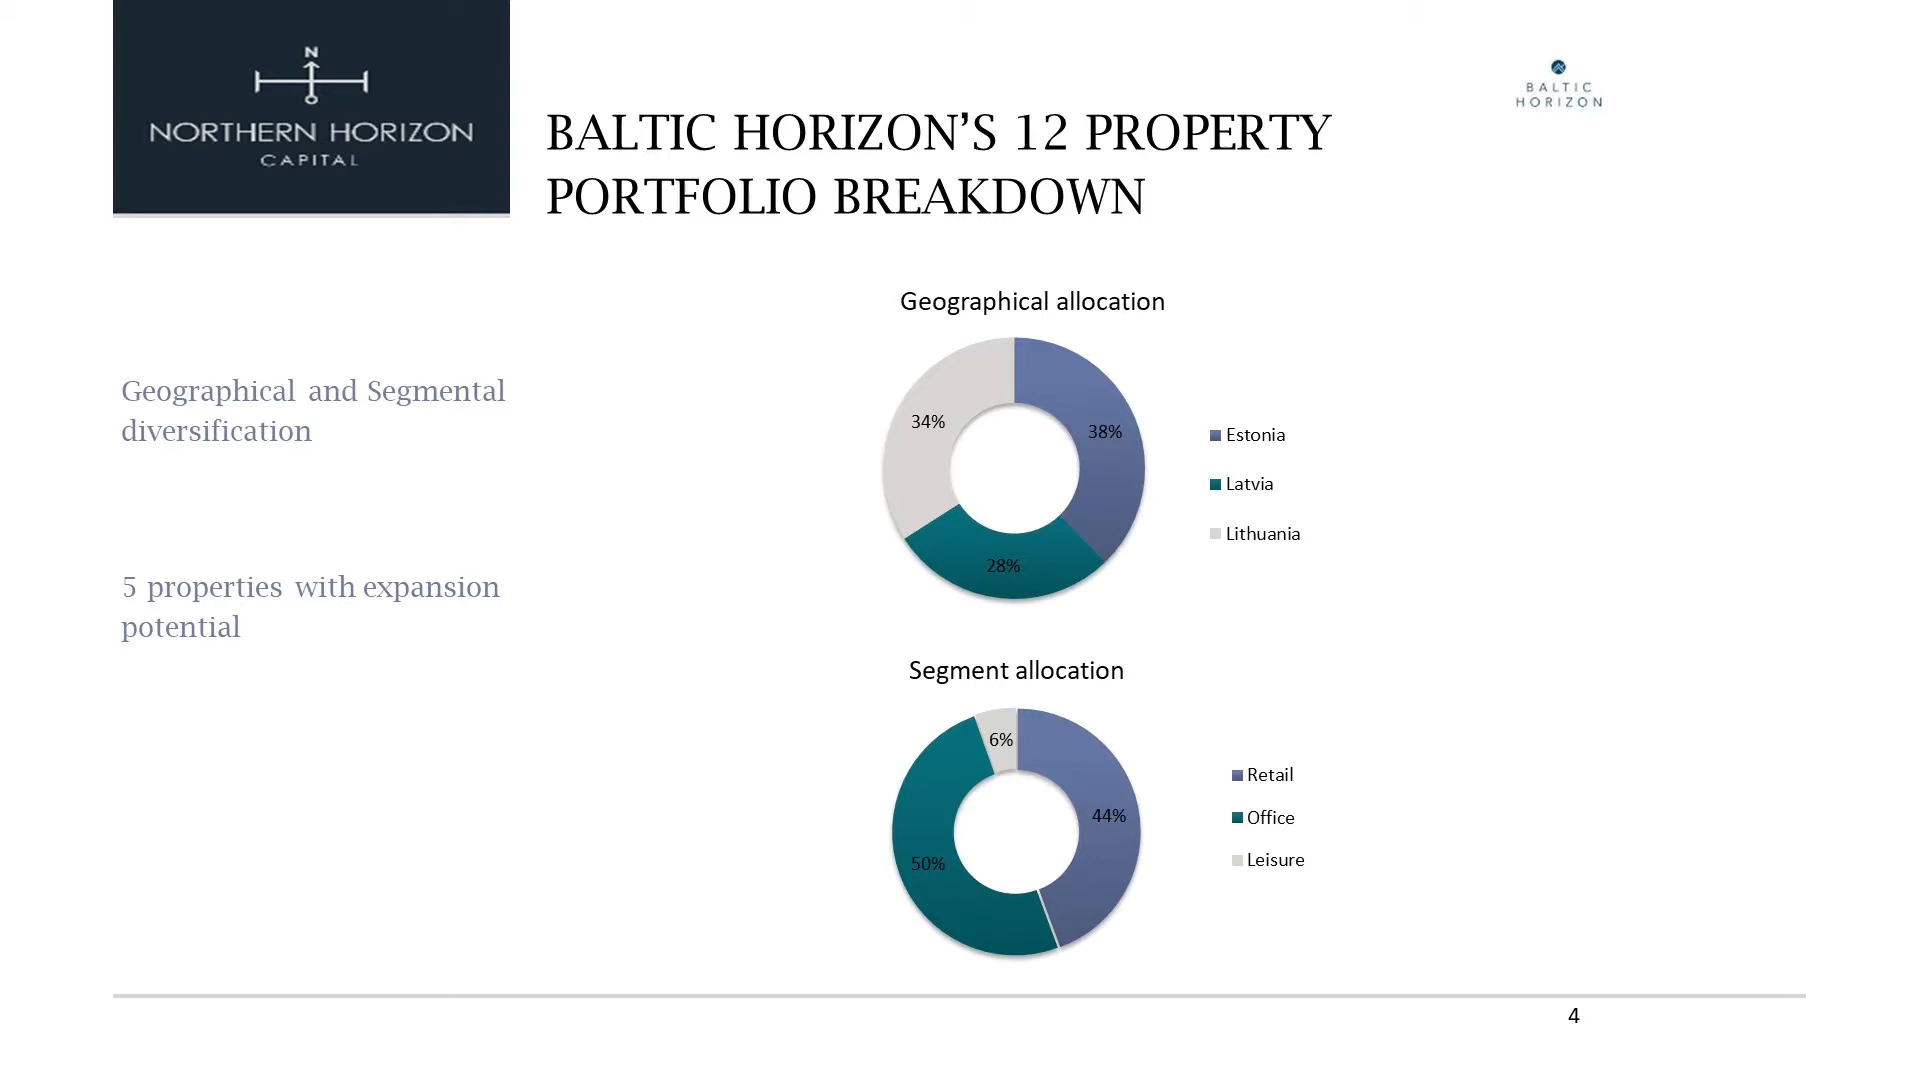 N
NORTHERN HORIZON
CAPITAL
BALTIC
HORIZON
BALTIC HORIZON’S 12 PROPERTY
PORTFOLIO BREAKDOWN
Geographical and Segmental
diversification
5 properties with expansion
potential
Geographical allocation
34%
38%
28%
Estonia
Latvia
Lithuania
Segment allocation
6%
44%
50%
Retail
Office
Leisure
4